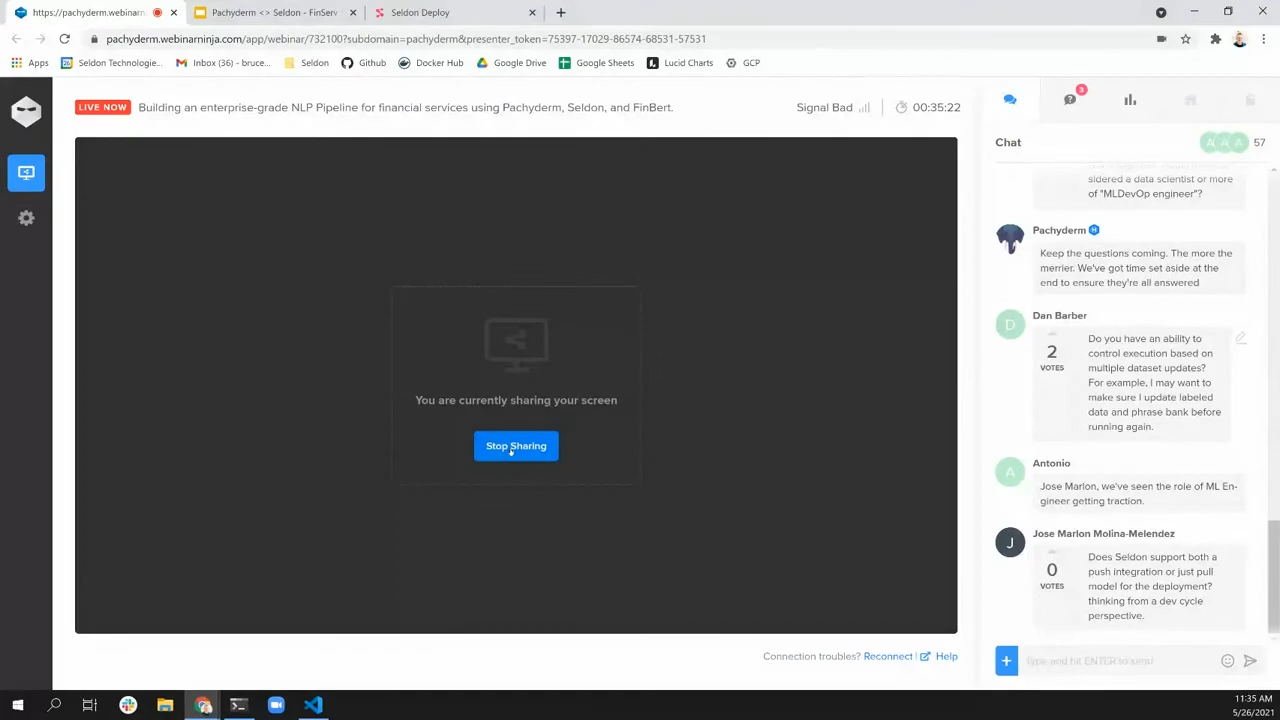 https://pachyderm.webinarn
Pachyderm <> Seldon - FinServ
Seldon Deploy
pachyderm.webinarninja.com/app/webinar/732100?subdomain=pachyderm&presenter_token=75397-17029-86574-68531-57531
Apps
Seldon Technologie...
Inbox (36) - bruce...
Seldon
Github
Docker Hub
Google Drive
Google Sheets
Lucid Charts
GCP
LIVE NOW
Building an enterprise-grade NLP Pipeline for financial services using Pachyderm, Seldon, and FinBert.
Signal Bad
00:35:22
3
Chat
A A A 57
sidered a data scientist or more
of "MLDevOp engineer"?
Pachyderm H
Keep the questions coming. The more the
merrier. We've got time set aside at the
end to ensure they're all answered
D
Dan Barber
2
VOTES
Do you have an ability to
control execution based on
multiple dataset updates?
For example, I may want to
make sure I update labeled
data and phrase bank before
running again.
A
Antonio
Jose Marlon, we've seen the role of ML En-
gineer getting traction.
J
Jose Marlon Molina-Melendez
0
VOTES
Does Seldon support both a
push integration or just pull
model for the deployment?
thinking from a dev cycle
perspective.
You are currently sharing your screen
Stop Sharing
Connection troubles? Reconnect | Help
+
Type and hit ENTER to send
11:35 AM
5/26/2021